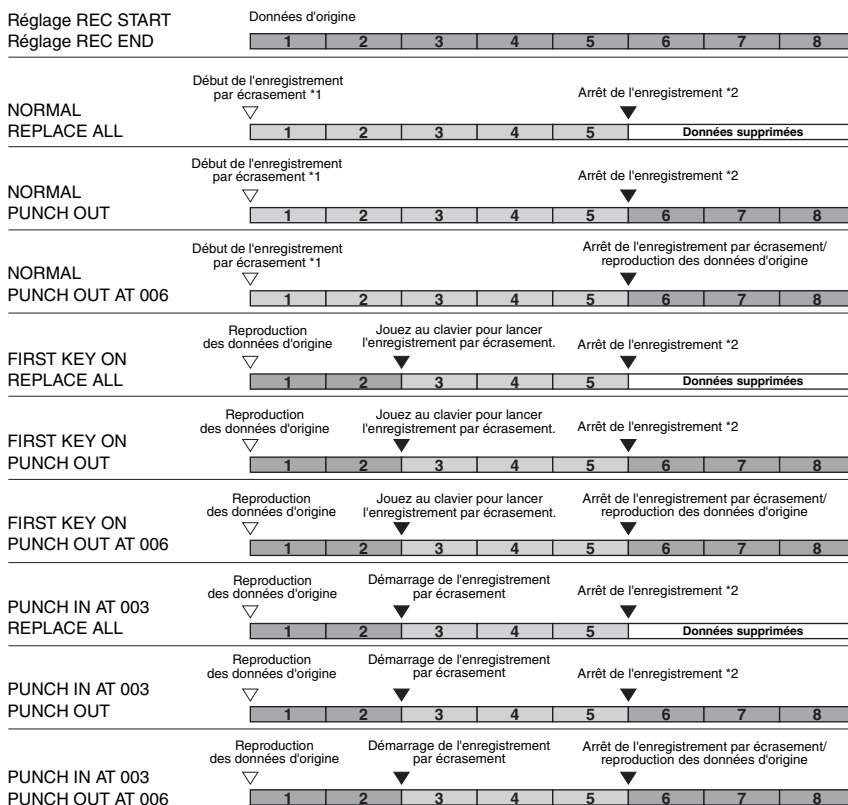 Réglage REC START
Réglage REC END
Données d'origine
1 2 3 4 5 6 7 8
NORMAL
REPLACE ALL
Début de l'enregistrement
par écrasement *1
Arrêt de l'enregistrement *2
1 2 3 4 5 Données supprimées
NORMAL
PUNCH OUT
Début de l'enregistrement
par écrasement *1
Arrêt de l'enregistrement *2
1 2 3 4 5 6 7 8
NORMAL
PUNCH OUT AT 006
Début de l'enregistrement
par écrasement *1
Arrêt de l'enregistrement par écrasement/
reproduction des données d'origine
1 2 3 4 5 6 7 8
FIRST KEY ON
REPLACE ALL
Reproduction
des données d'origine
Jouez au clavier pour lancer
l'enregistrement par écrasement.
Arrêt de l'enregistrement *2
1 2 3 4 5 Données supprimées
FIRST KEY ON
PUNCH OUT
Reproduction
des données d'origine
Jouez au clavier pour lancer
l'enregistrement par écrasement.
Arrêt de l'enregistrement *2
1 2 3 4 5 6 7 8
FIRST KEY ON
PUNCH OUT AT 006
Reproduction
des données d'origine
Jouez au clavier pour lancer
l'enregistrement par écrasement.
Arrêt de l'enregistrement par écrasement/
reproduction des données d'origine
1 2 3 4 5 6 7 8
PUNCH IN AT 003
REPLACE ALL
Reproduction
des données d'origine
Démarrage de l'enregistrement
par écrasement
Arrêt de l'enregistrement *2
1 2 3 4 5 Données supprimées
PUNCH IN AT 003
PUNCH OUT
Reproduction
des données d'origine
Démarrage de l'enregistrement
par écrasement
Arrêt de l'enregistrement *2
1 2 3 4 5 6 7 8
PUNCH IN AT 003
PUNCH OUT AT 006
Reproduction
des données d'origine
Démarrage de l'enregistrement
par écrasement
Arrêt de l'enregistrement par écrasement/
reproduction des données d'origine
1 2 3 4 5 6 7 8